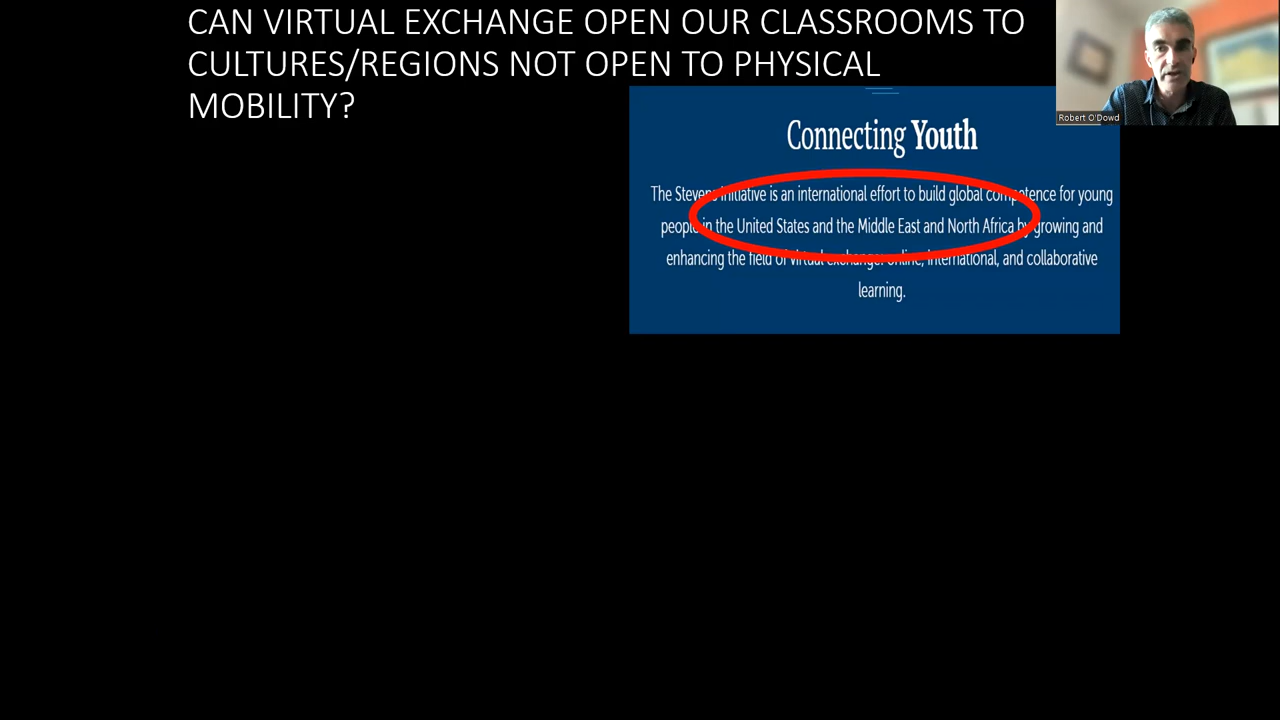 CAN VIRTUAL EXCHANGE OPEN OUR CLASSROOMS TO
CULTURES/REGIONS NOT OPEN TO PHYSICAL
MOBILITY?
Robert O'Dowd
Connecting Youth
The Stevens Initiative is an international effort to build global competence for young
people in the United States and the Middle East and North Africa by growing and
enhancing the field of virtual exchange: online, international, and collaborative
learning.